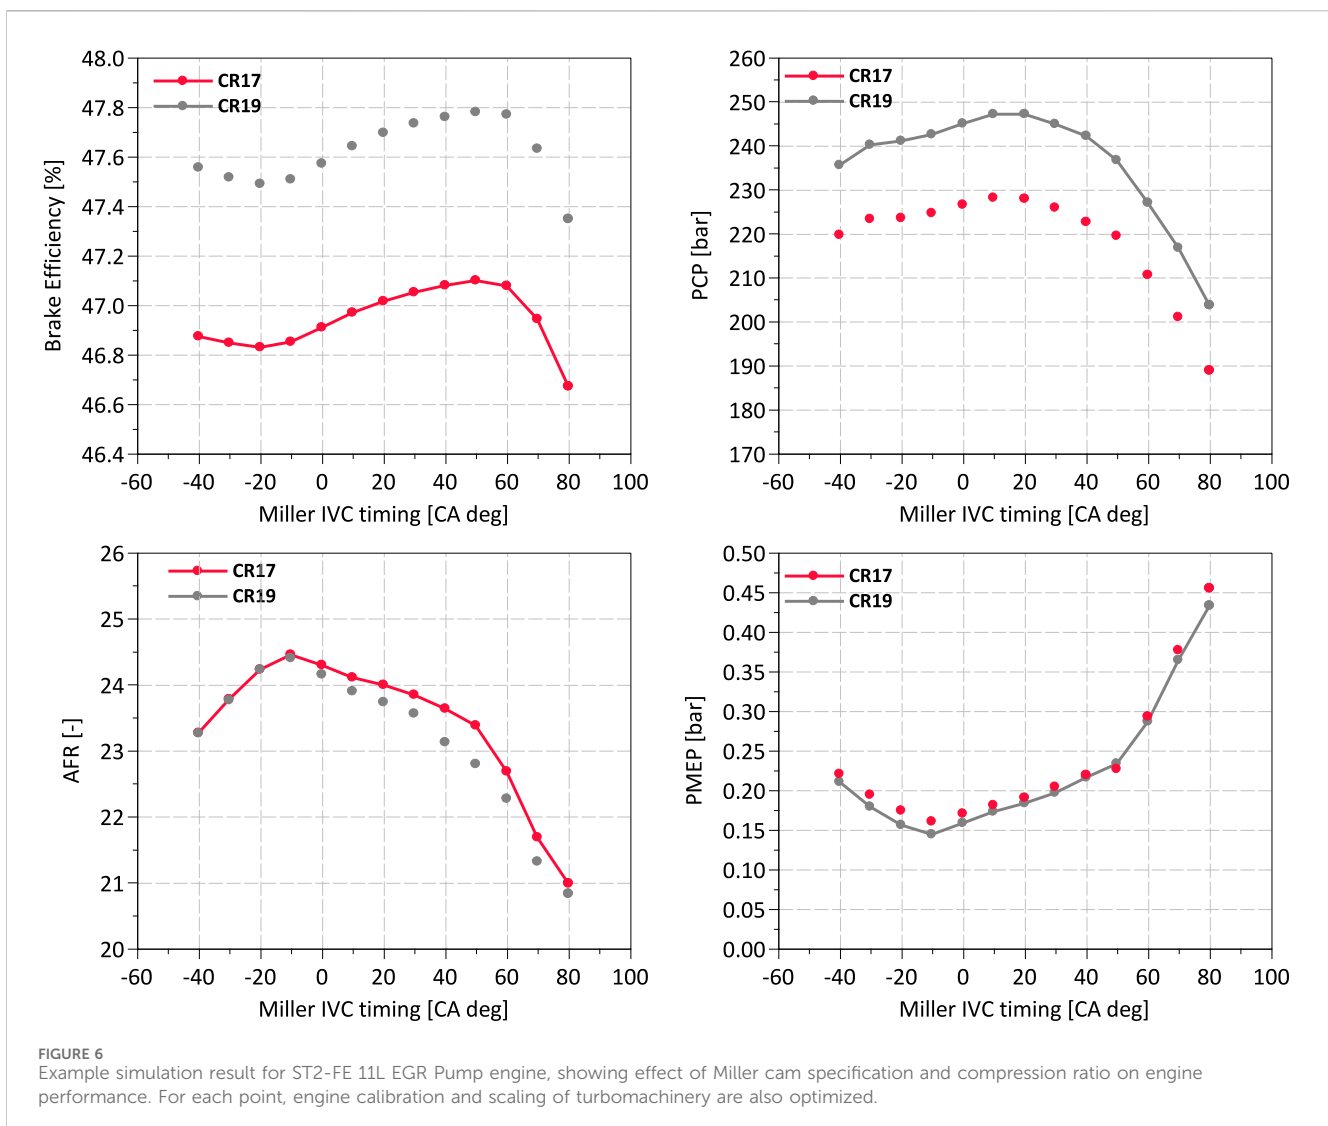 48.0
47.8
47.6
47.4
47.2
47.0
46.8
46.6
46.4
Brake Efficiency [%]
CR17
CR19
-60 -40 -20 0 20 40 60 80 100
Miller IVC timing [CA deg]
260
250
240
230
220
210
200
190
180
170
PCP [bar]
CR17
CR19
-60 -40 -20 0 20 40 60 80 100
Miller IVC timing [CA deg]
26
25
24
23
22
21
20
AFR [-]
CR17
CR19
-60 -40 -20 0 20 40 60 80 100
Miller IVC timing [CA deg]
0.50
0.45
0.40
0.35
0.30
0.25
0.20
0.15
0.10
0.05
0.00
PMEP [bar]
CR17
CR19
-60 -40 -20 0 20 40 60 80 100
Miller IVC timing [CA deg]
FIGURE 6
Example simulation result for ST2-FE 11L EGR Pump engine, showing effect of Miller cam specification and compression ratio on engine
performance. For each point, engine calibration and scaling of turbomachinery are also optimized.